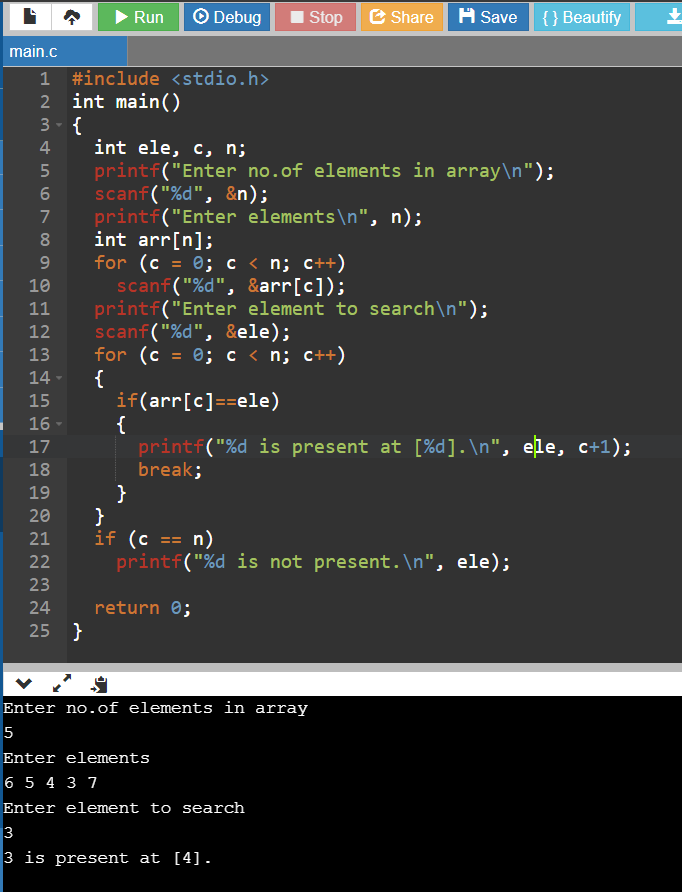 Run Debug Stop Share Save { } Beautify
main.c
1 #include <stdio.h>
2 int main()
3 {
4   int ele, c, n;
5   printf("Enter no.of elements in array\n");
6   scanf("%d", &n);
7   printf("Enter elements\n", n);
8   int arr[n];
9   for (c = 0; c < n; c++)
10     scanf("%d", &arr[c]);
11   printf("Enter element to search\n");
12   scanf("%d", &ele);
13   for (c = 0; c < n; c++)
14   {
15     if(arr[c]==ele)
16     {
17       printf("%d is present at [%d].\n", ele, c+1);
18       break;
19     }
20   }
21   if (c == n)
22     printf("%d is not present.\n", ele);
23
24   return 0;
25 }
Enter no.of elements in array
5
Enter elements
6 5 4 3 7
Enter element to search
3
3 is present at [4].